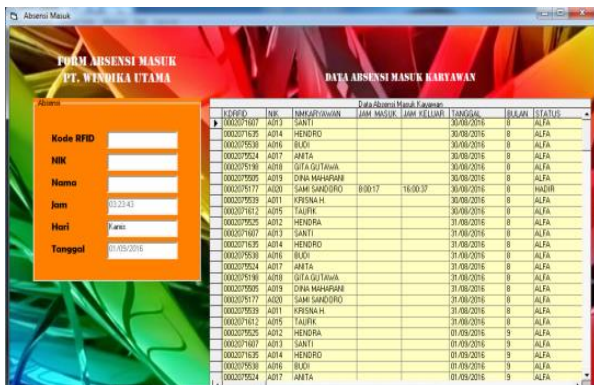 Absensi Masuk
FORM ABSENSI MASUK
PT. WINDIKA UTAMA
DATA ABSENSI MASUK KARYAWAN
Absensi
Kode RFID
NIK
Nama
Jam 03:23:43
Hari Kamis
Tanggal 01/09/2016
Data Absensi Masuk Karyawan
KDRFID NIK NMKARYAWAN JAM MASUK JAM KELUAR TANGGAL BULAN STATUS
0002071607 A013 SANTI 30/08/2016 8 ALFA
0002071635 A014 HENDRO 30/08/2016 8 ALFA
0002075538 A016 BUDI 30/08/2016 8 ALFA
0002075524 A017 ANITA 30/08/2016 8 ALFA
0002075198 A018 GITA GUTAWA 30/08/2016 8 ALFA
0002075505 A019 DINA MAHARANI 30/08/2016 8 ALFA
0002075177 A020 SAMI SANDORO 8:00:17 16:00:37 30/08/2016 8 HADIR
0002075539 A011 KRISNA H. 30/08/2016 8 ALFA
0002071612 A015 TAUFIK 30/08/2016 8 ALFA
0002075525 A012 HENDRA 31/08/2016 8 ALFA
0002071607 A013 SANTI 31/08/2016 8 ALFA
0002071635 A014 HENDRO 31/08/2016 8 ALFA
0002075538 A016 BUDI 31/08/2016 8 ALFA
0002075524 A017 ANITA 31/08/2016 8 ALFA
0002075198 A018 GITA GUTAWA 31/08/2016 8 ALFA
0002075505 A019 DINA MAHARANI 31/08/2016 8 ALFA
0002075177 A020 SAMI SANDORO 31/08/2016 8 ALFA
0002075539 A011 KRISNA H. 31/08/2016 8 ALFA
0002071612 A015 TAUFIK 31/08/2016 8 ALFA
0002075525 A012 HENDRA 01/09/2016 9 ALFA
0002071607 A013 SANTI 01/09/2016 9 ALFA
0002071635 A014 HENDRO 01/09/2016 9 ALFA
0002075538 A016 BUDI 01/09/2016 9 ALFA
0002075524 A017 ANITA 01/09/2016 9 ALFA